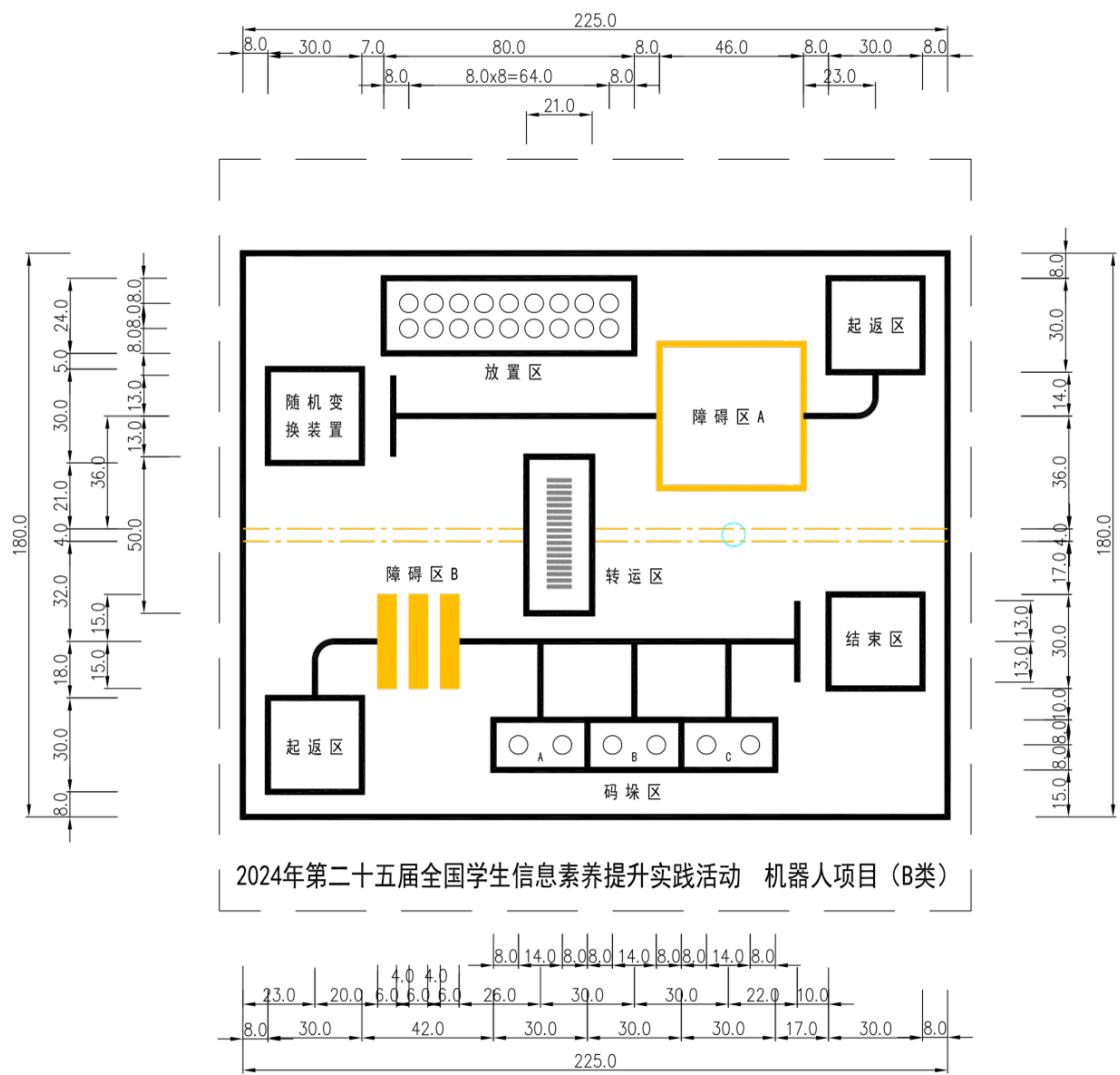 225.0
8.0 30.0 7.0 80.0 8.0 46.0 8.0 30.0 8.0
8.0 8.0x8=64.0 8.0 23.0
21.0
180.0
24.0 5.0 30.0 21.0 4.0 32.0 18.0 30.0 8.0
36.0 15.0 15.0
8.0 8.0 8.0 13.0 13.0 50.0
放置区
起返区
随机变
换装置
障碍区A
转运区
障碍区B
结束区
起返区
A B C
码垛区
8.0 30.0 14.0 36.0 4.0 17.0 30.0 10.0 8.0 8.0 15.0
13.0 13.0
180.0
2024年第二十五届全国学生信息素养提升实践活动 机器人项目（B类）
8.0 14.0 8.0 8.0 14.0 8.0 8.0 14.0 8.0
4.0 4.0
23.0 20.0 6.0 6.0 6.0 26.0 30.0 30.0 22.0 10.0
8.0 30.0 42.0 30.0 30.0 30.0 17.0 30.0 8.0
225.0